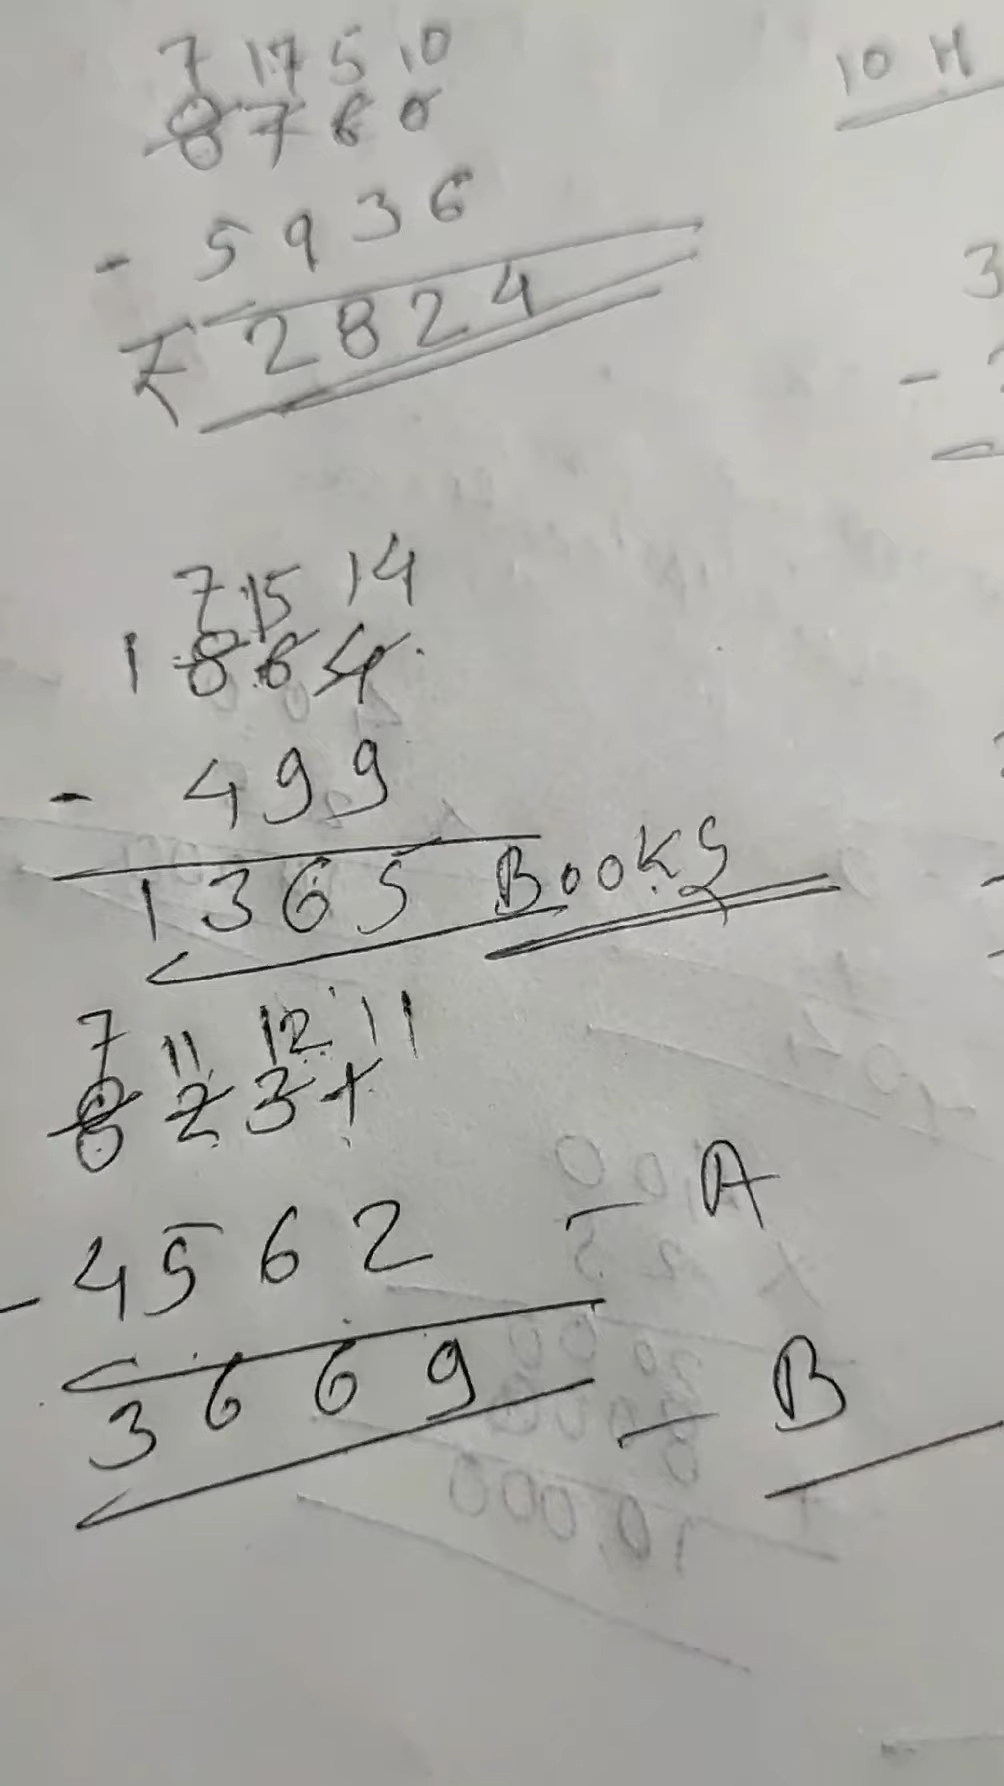 7 17 5 10
8 7 6 0
- 5 9 3 6
₹ 2 8 2 4
10 H
3
-
7 15 14
1 8 6 4
- 4 9 9
1 3 6 5 Books
7 11 12 11
8 2 3 1
- 4 5 6 2 — A
3 6 6 9 — B